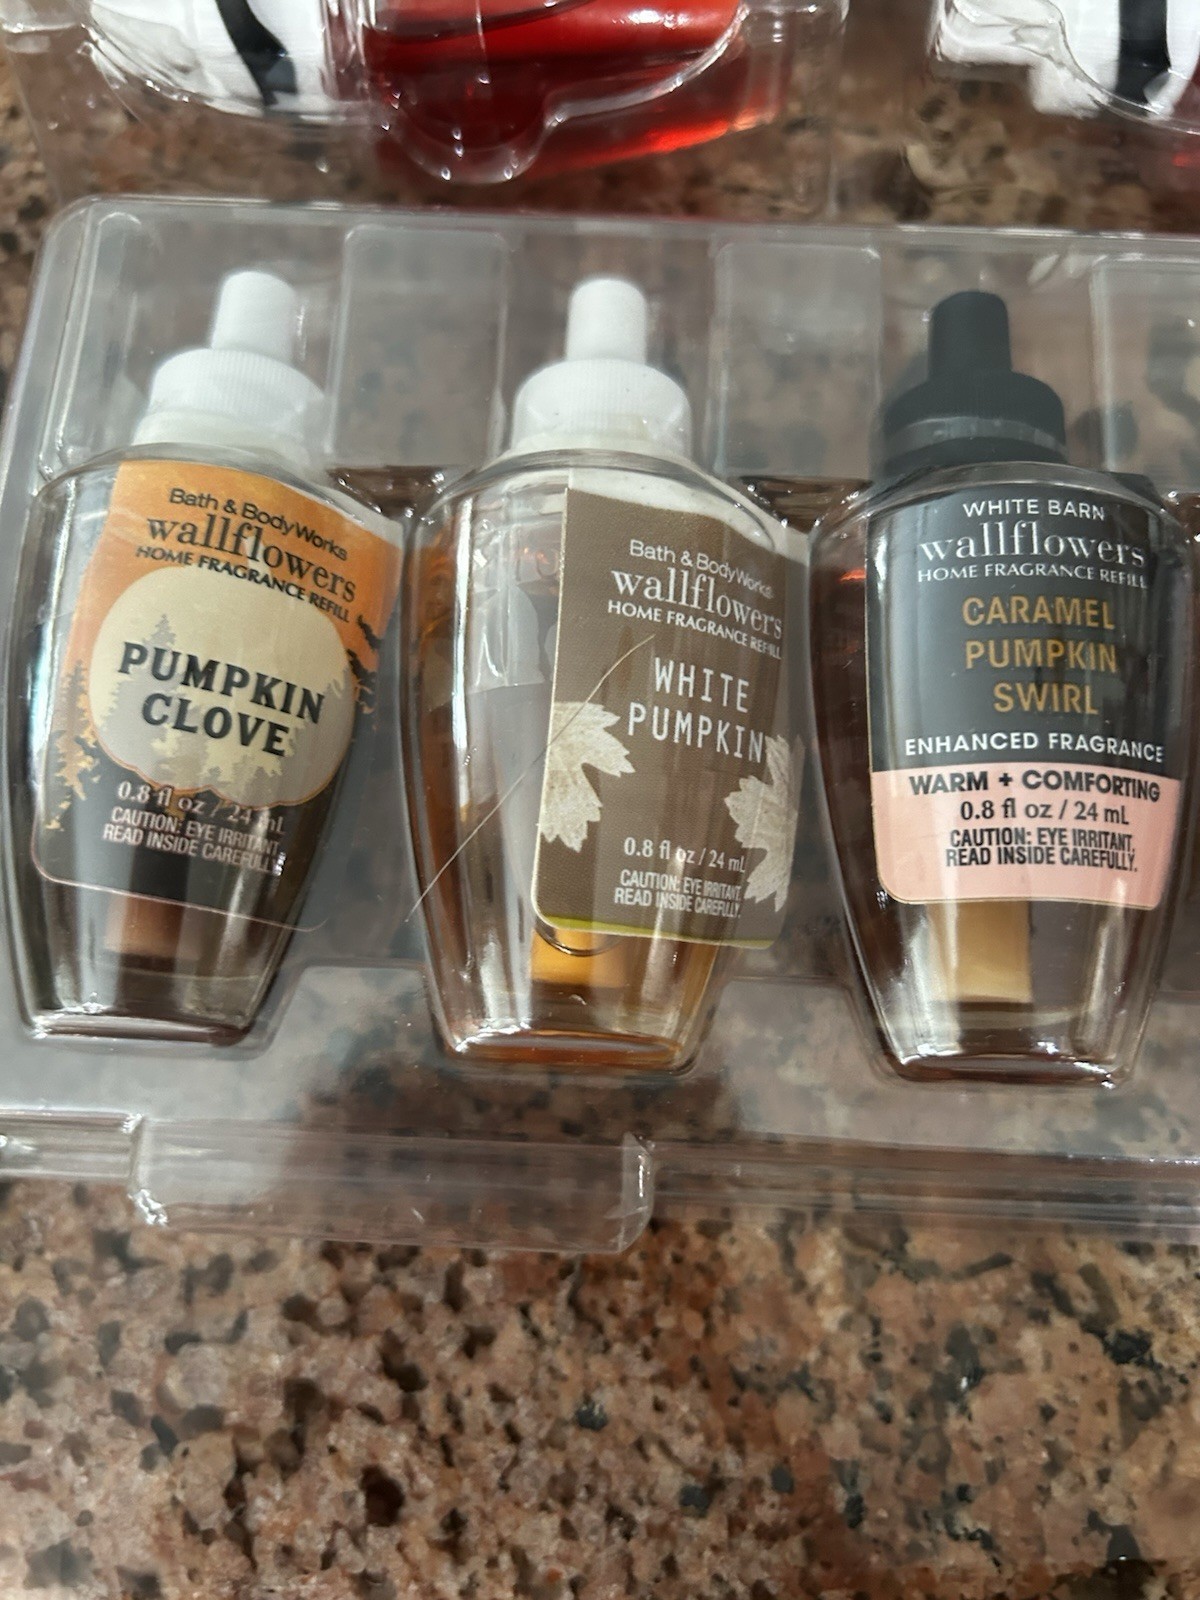 Bath & BodyWorks
wallflowers
HOME FRAGRANCE REFILL
PUMPKIN
CLOVE
0.8 fl oz / 24 mL
CAUTION: EYE IRRITANT,
READ INSIDE CAREFULLY.
Bath & BodyWorks
wallflowers
HOME FRAGRANCE REFILL
WHITE
PUMPKIN
0.8 fl oz / 24 mL
CAUTION: EYE IRRITANT,
READ INSIDE CAREFULLY.
WHITE BARN
wallflowers
HOME FRAGRANCE REFILL
CARAMEL
PUMPKIN
SWIRL
ENHANCED FRAGRANCE
WARM + COMFORTING
0.8 fl oz / 24 mL
CAUTION: EYE IRRITANT,
READ INSIDE CAREFULLY.